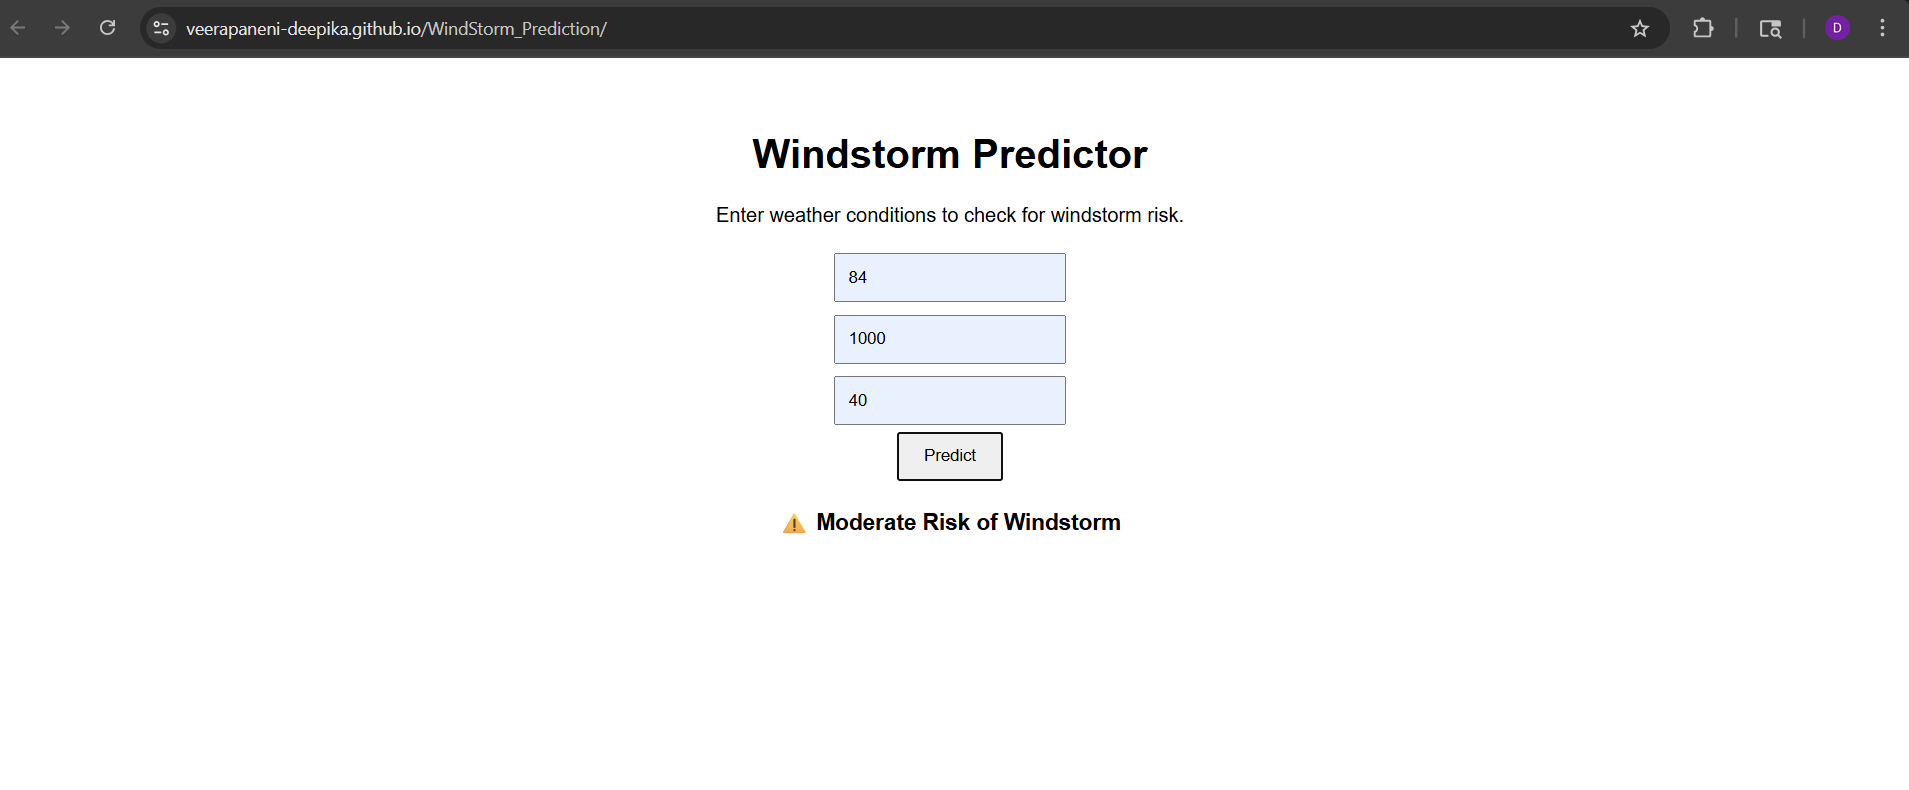 veerapaneni-deepika.github.io/WindStorm_Prediction/
D
Windstorm Predictor
Enter weather conditions to check for windstorm risk.
84
1000
40
Predict
⚠️ Moderate Risk of Windstorm